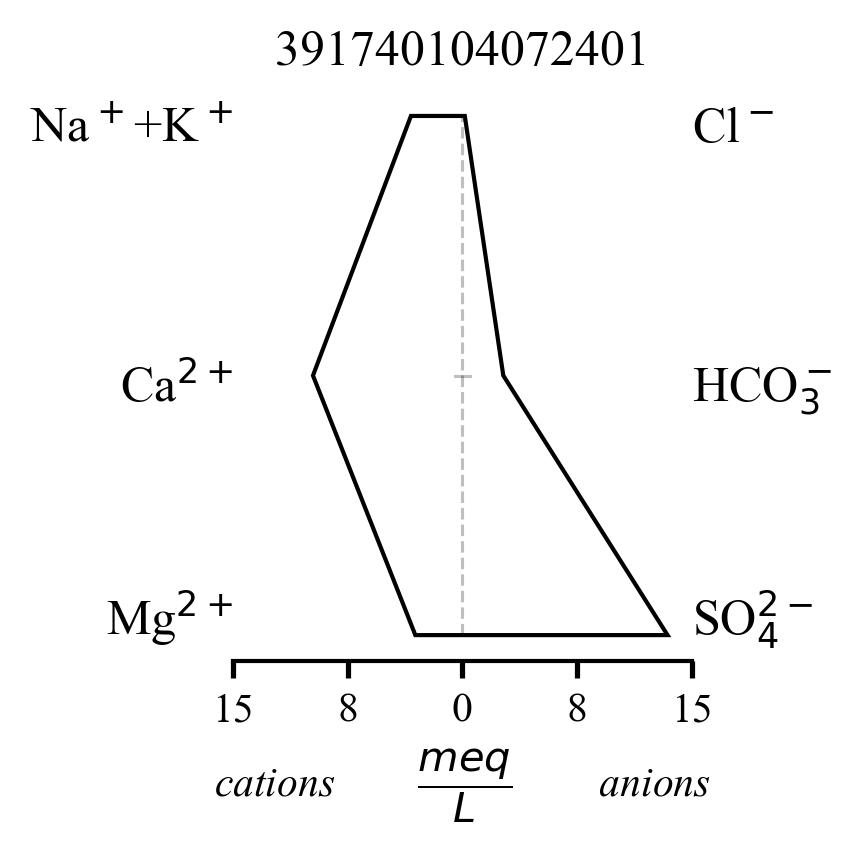 391740104072401
Na⁺+K⁺ Cl⁻
Ca²⁺ HCO₃⁻
Mg²⁺ SO₄²⁻
15 8 0 8 15
cations meq/L anions